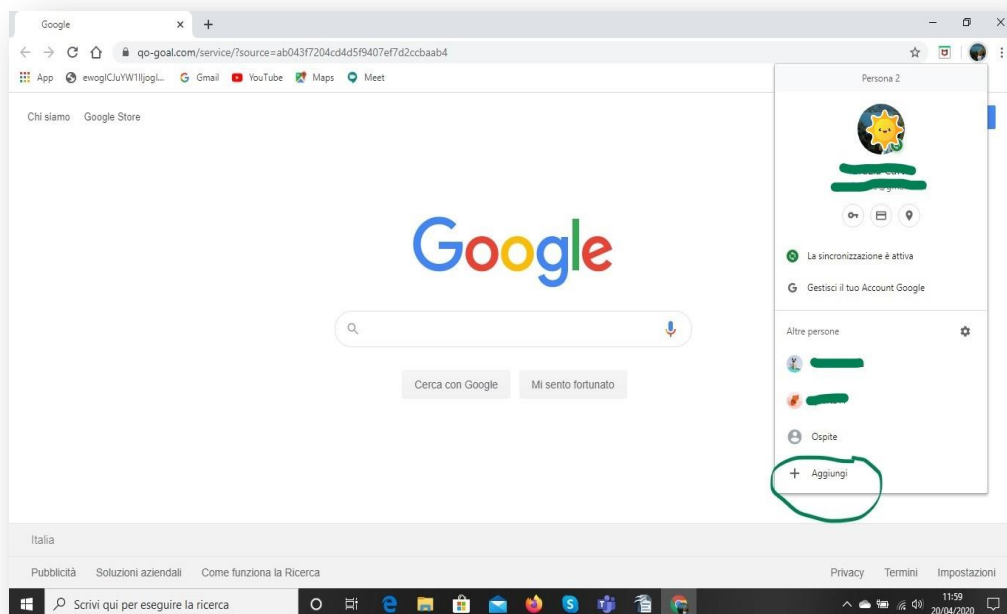 Google
qo-goal.com/service/?source=ab043f7204cd4d5f9407ef7d2ccbaab4
App ewogICJuYW1lIjogI... Gmail YouTube Maps Meet
Persona 2
Chi siamo Google Store
La sincronizzazione è attiva
Gestisci il tuo Account Google
Google
Altre persone
Cerca con Google Mi sento fortunato
Ospite
+ Aggiungi
Italia
Pubblicità Soluzioni aziendali Come funziona la Ricerca Privacy Termini Impostazioni
Scrivi qui per eseguire la ricerca
11:59
20/04/2020